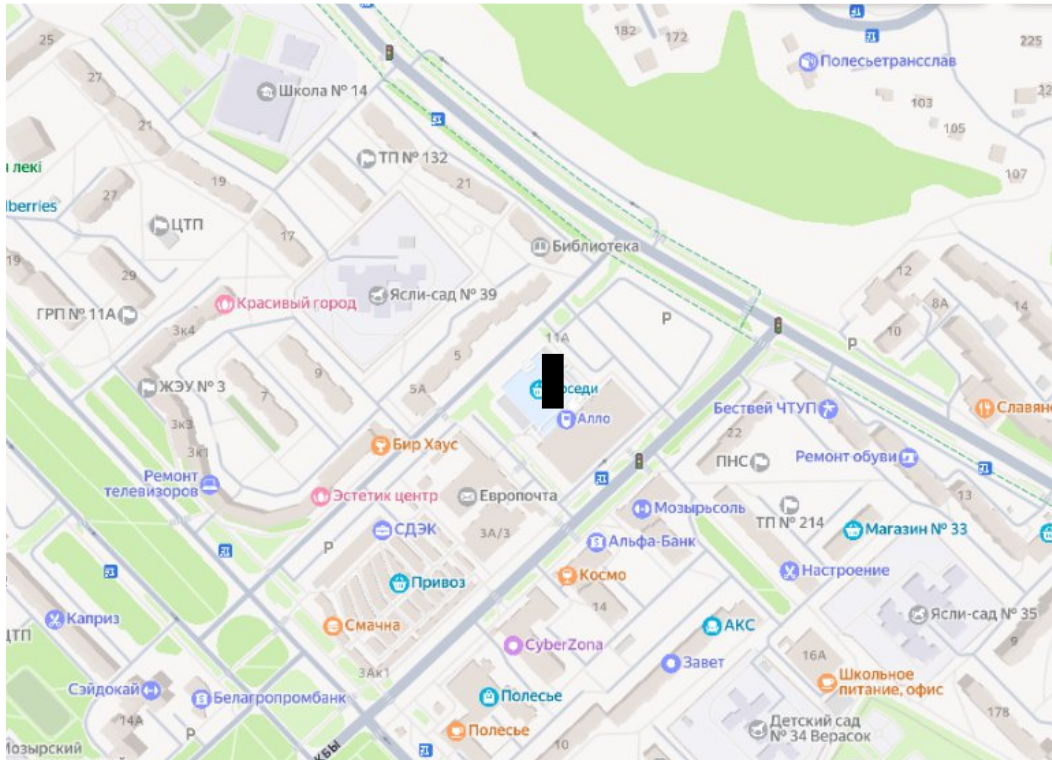 182
172
225
25
Полесьетрансслав
27
Школа № 14
22
103
105
21
ТП № 132
107
лекі
19
21
lberries
27
ЦТП
17
Библиотека
19
29
12
Ясли-сад № 39
Красивый город
8А
14
ГРП № 11А
3к4
P
10
11А
5
P
9
ЖЭУ № 3
7
5А
седи
Бествей ЧТУП
Славян
Алло
3к3
Бир Хаус
22
3к1
ПНС
Ремонт обуви
Ремонт
телевизоров
Эстетик центр
Европочта
13
Мозырьсоль
ТП № 214
СДЭК
3А/3
Магазин № 33
P
Альфа-Банк
Привоз
Космо
Настроение
14
Каприз
Ясли-сад № 35
Смачна
АКС
ЦТП
CyberZona
9
16А
Завет
3Ак1
Школьное
питание, офис
Сэйдокай
Белагропромбанк
Полесье
178
14А
Детский сад
№ 34 Верасок
P
Полесье
10
Мозырский
КБЫ